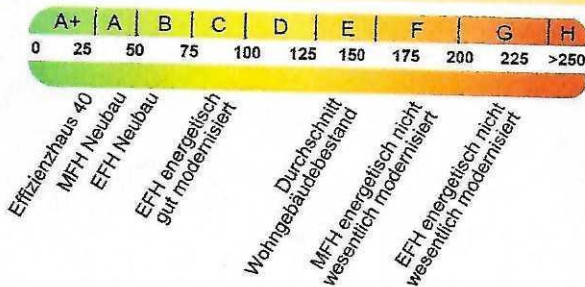 A+ A B C D E F G H
0 25 50 75 100 125 150 175 200 225 >250
Effizienzhaus 40
MFH Neubau
EFH Neubau
EFH energetisch
gut modernisiert
Durchschnitt
Wohngebäudebestand
MFH energetisch nicht
wesentlich modernisiert
EFH energetisch nicht
wesentlich modernisiert